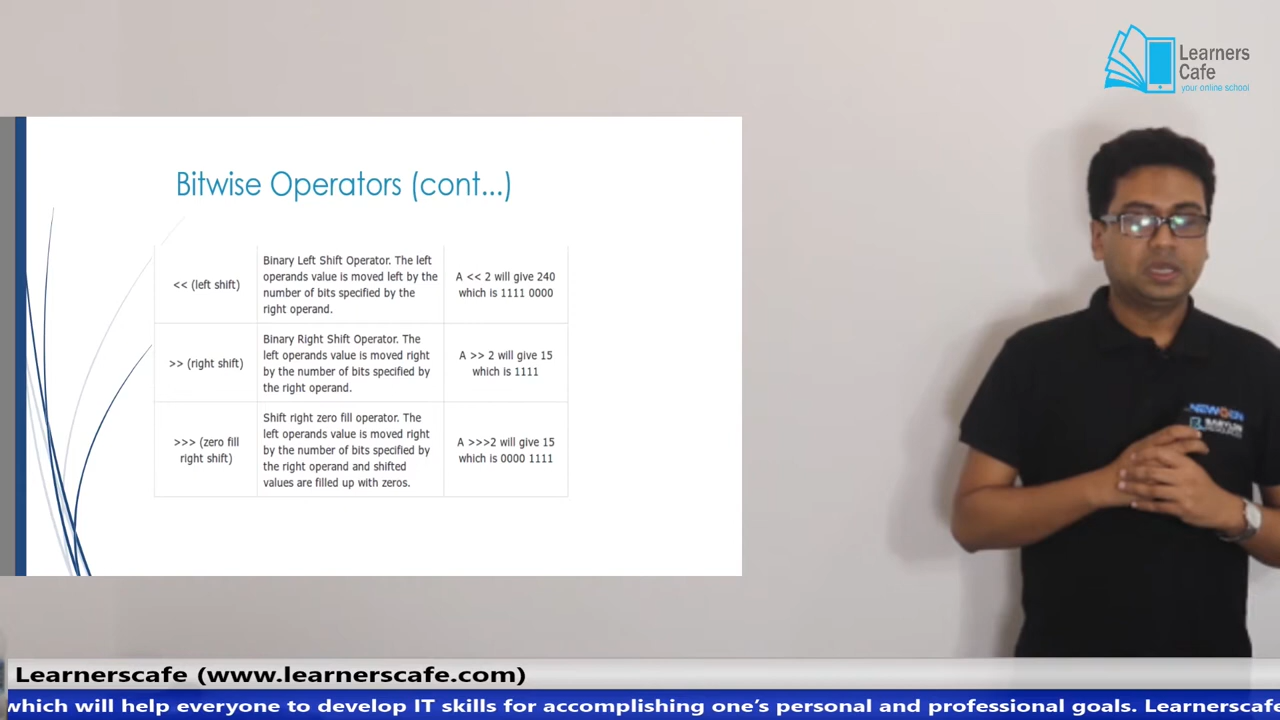 Learners
Cafe
your online school
Bitwise Operators (cont...)
<< (left shift)
Binary Left Shift Operator. The left
operands value is moved left by the
number of bits specified by the
right operand.
A << 2 will give 240
which is 1111 0000
>> (right shift)
Binary Right Shift Operator. The
left operands value is moved right
by the number of bits specified by
the right operand.
A >> 2 will give 15
which is 1111
>>> (zero fill
right shift)
Shift right zero fill operator. The
left operands value is moved right
by the number of bits specified by
the right operand and shifted
values are filled up with zeros.
A >>>2 will give 15
which is 0000 1111
Learnerscafe (www.learnerscafe.com)
which will help everyone to develop IT skills for accomplishing one’s personal and professional goals. Learnerscafe